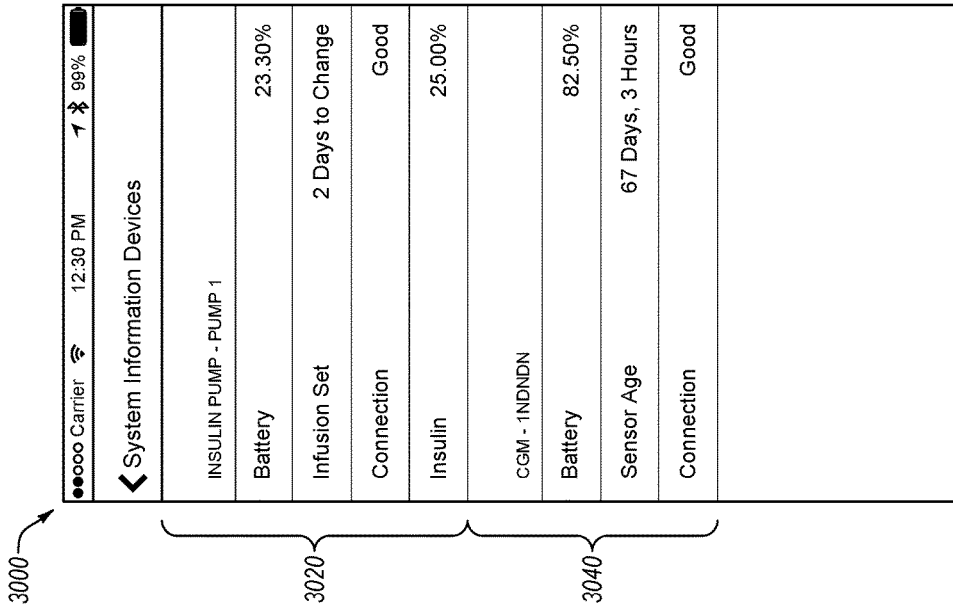 3000
●●○○○ Carrier 12:30 PM 99%
System Information Devices
3020
INSULIN PUMP - PUMP 1
Battery 23.30%
Infusion Set 2 Days to Change
Connection Good
Insulin 25.00%
3040
CGM - 1NDNDN
Battery 82.50%
Sensor Age 67 Days, 3 Hours
Connection Good